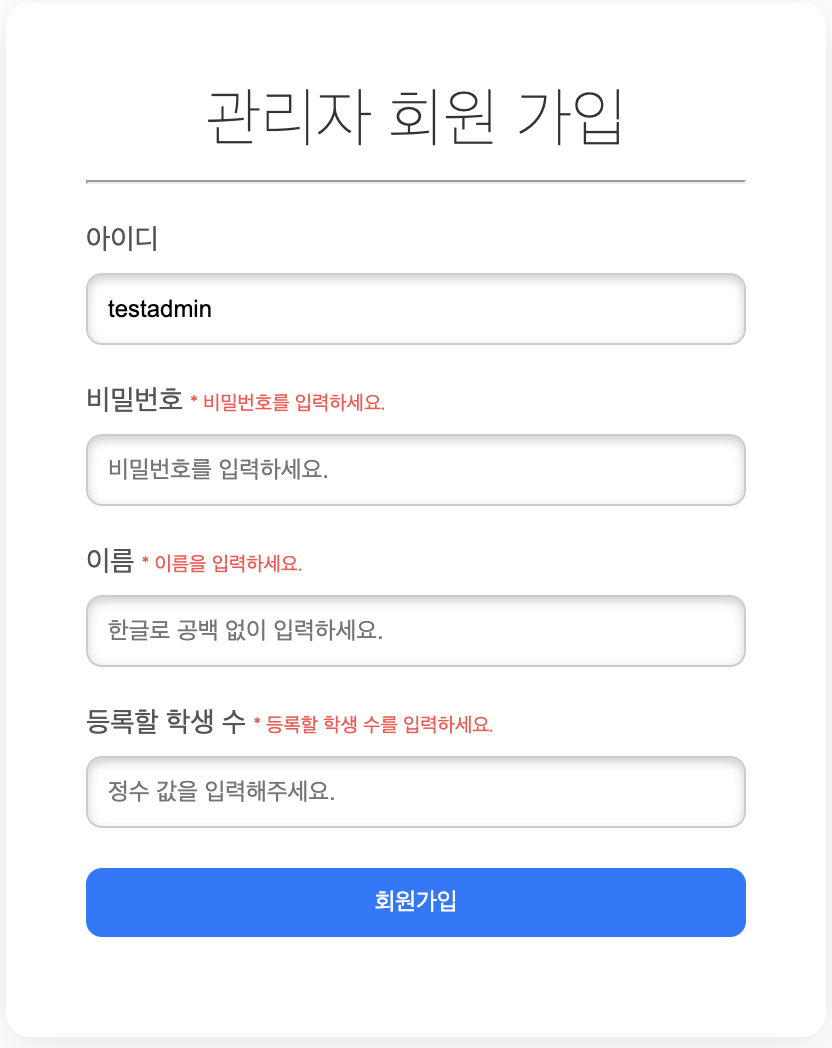 관리자 회원 가입
아이디
testadmin
비밀번호 * 비밀번호를 입력하세요.
비밀번호를 입력하세요.
이름 * 이름을 입력하세요.
한글로 공백 없이 입력하세요.
등록할 학생 수 * 등록할 학생 수를 입력하세요.
정수 값을 입력해주세요.
회원가입